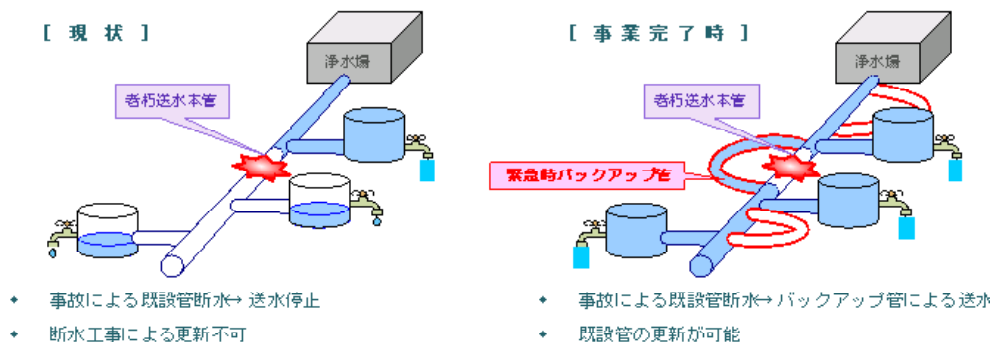 [ 現 状 ]
浄水場
老朽送水本管
◆ 事故による既設管断水↔ 送水停止
◆ 断水工事による更新不可
[ 事 業 完 了 時 ]
浄水場
老朽送水本管
緊急時バックアップ管
◆ 事故による既設管断水↔ バックアップ管による送水
◆ 既設管の更新が可能